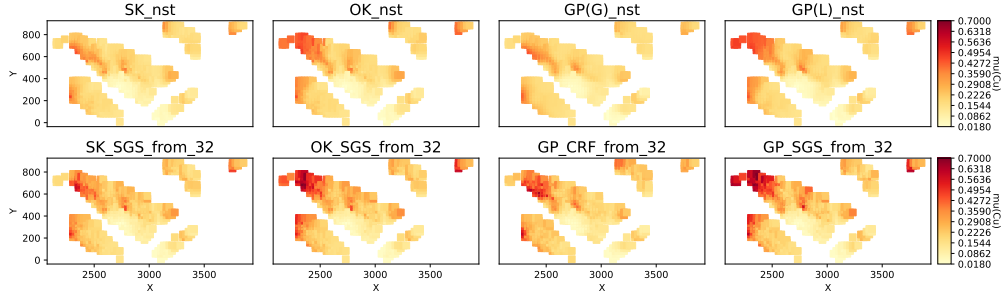 SK_nst
OK_nst
GP(G)_nst
GP(L)_nst
800
600
400
200
0
Y
0.7000
0.6318
0.5636
0.4954
0.4272
0.3590
0.2908
0.2226
0.1544
0.0862
0.0180
mu(Cu)
SK_SGS_from_32
OK_SGS_from_32
GP_CRF_from_32
GP_SGS_from_32
800
600
400
200
0
Y
0.7000
0.6318
0.5636
0.4954
0.4272
0.3590
0.2908
0.2226
0.1544
0.0862
0.0180
mu(Cu)
2500 3000 3500
2500 3000 3500
2500 3000 3500
2500 3000 3500
X
X
X
X